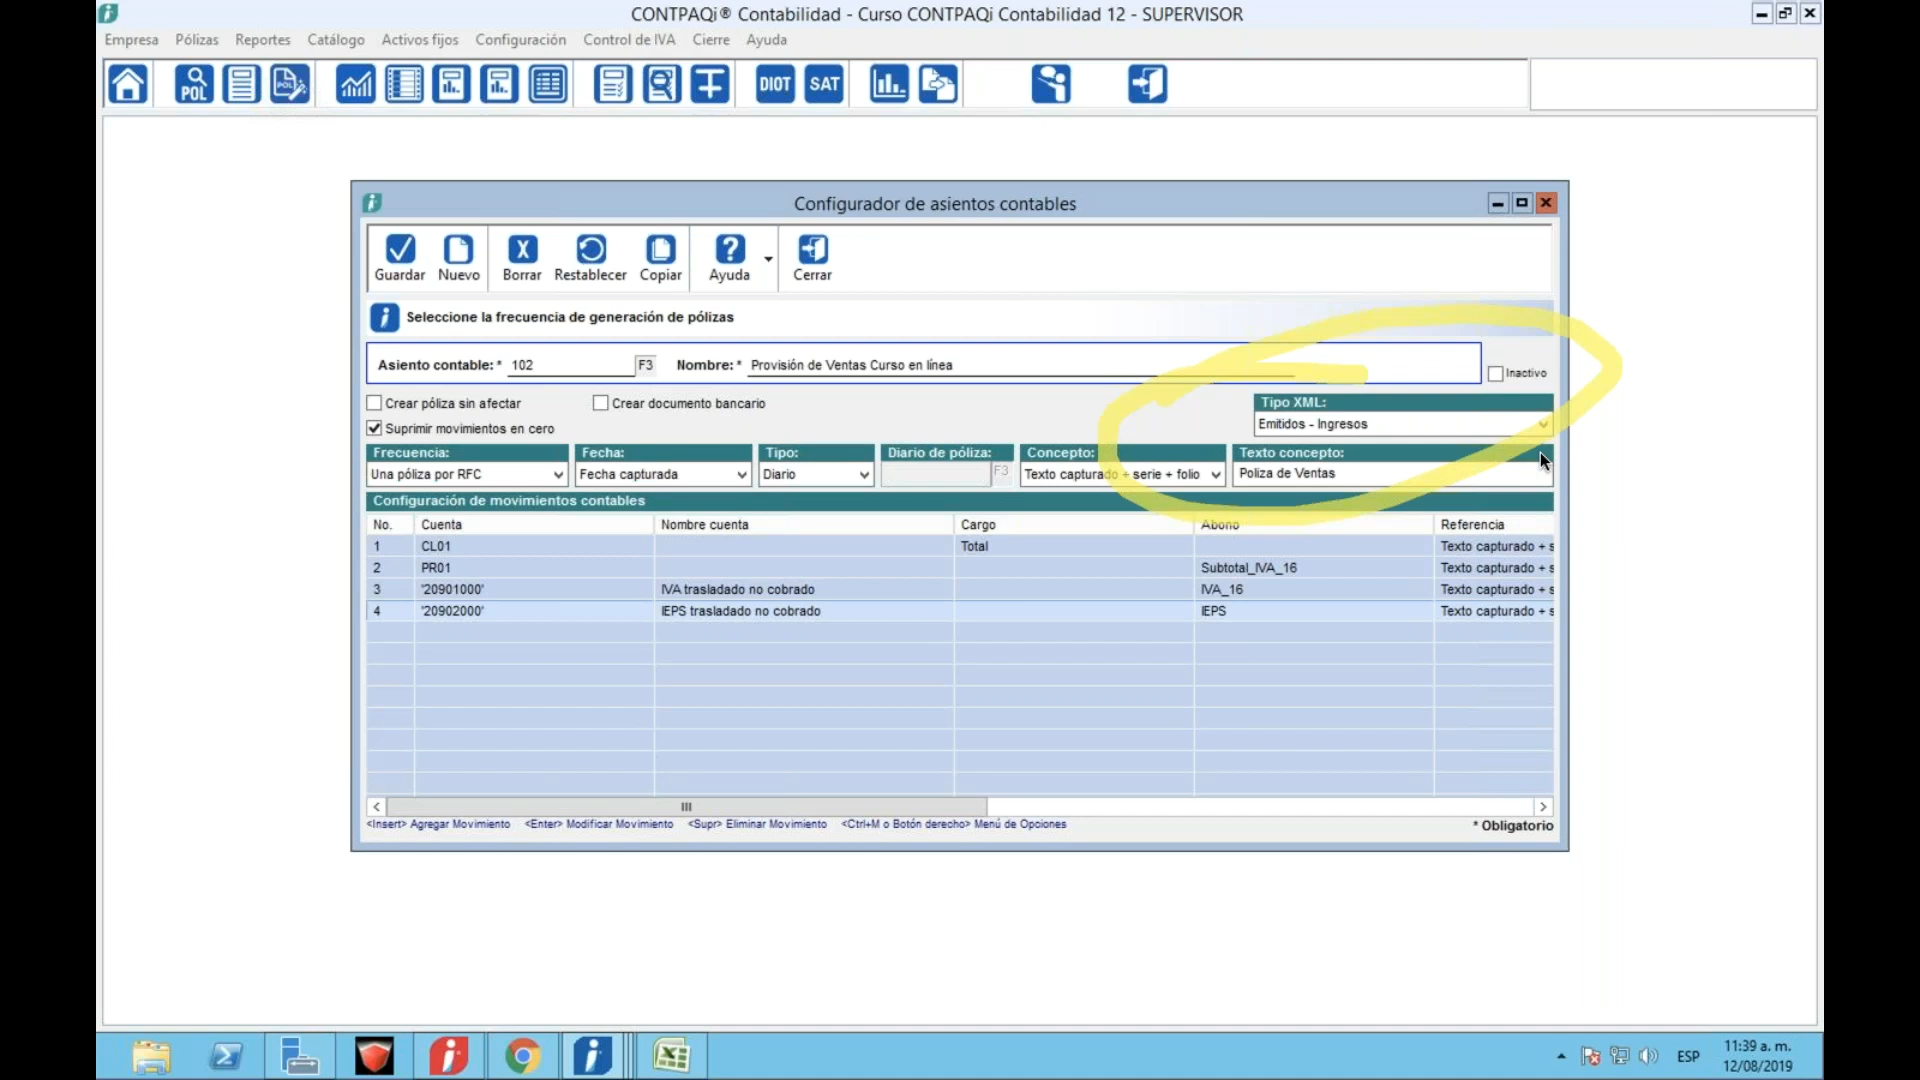 CONTPAQi® Contabilidad - Curso CONTPAQi Contabilidad 12 - SUPERVISOR
Empresa Pólizas Reportes Catálogo Activos fijos Configuración Control de IVA Cierre Ayuda
POL POL DIOT SAT
Configurador de asientos contables
Guardar Nuevo Borrar Restablecer Copiar Ayuda Cerrar
Seleccione la frecuencia de generación de pólizas
Asiento contable: * 102 F3 Nombre: * Provisión de Ventas Curso en línea
Inactivo
Crear póliza sin afectar Crear documento bancario Tipo XML:
Suprimir movimientos en cero Emitidos - Ingresos
Frecuencia: Fecha: Tipo: Diario de póliza: Concepto: Texto concepto:
Una póliza por RFC Fecha capturada Diario F3 Texto capturado + serie + folio Poliza de Ventas
Configuración de movimientos contables
No. Cuenta Nombre cuenta Cargo Abono Referencia
1 CL01 Total Texto capturado + s
2 PR01 Subtotal_IVA_16 Texto capturado + s
3 '20901000' IVA trasladado no cobrado IVA_16 Texto capturado + s
4 '20902000' IEPS trasladado no cobrado IEPS Texto capturado + s
<Insert> Agregar Movimiento <Enter> Modificar Movimiento <Supr> Eliminar Movimiento <Ctrl+M o Botón derecho> Menú de Opciones * Obligatorio
ESP 11:39 a. m.
12/08/2019